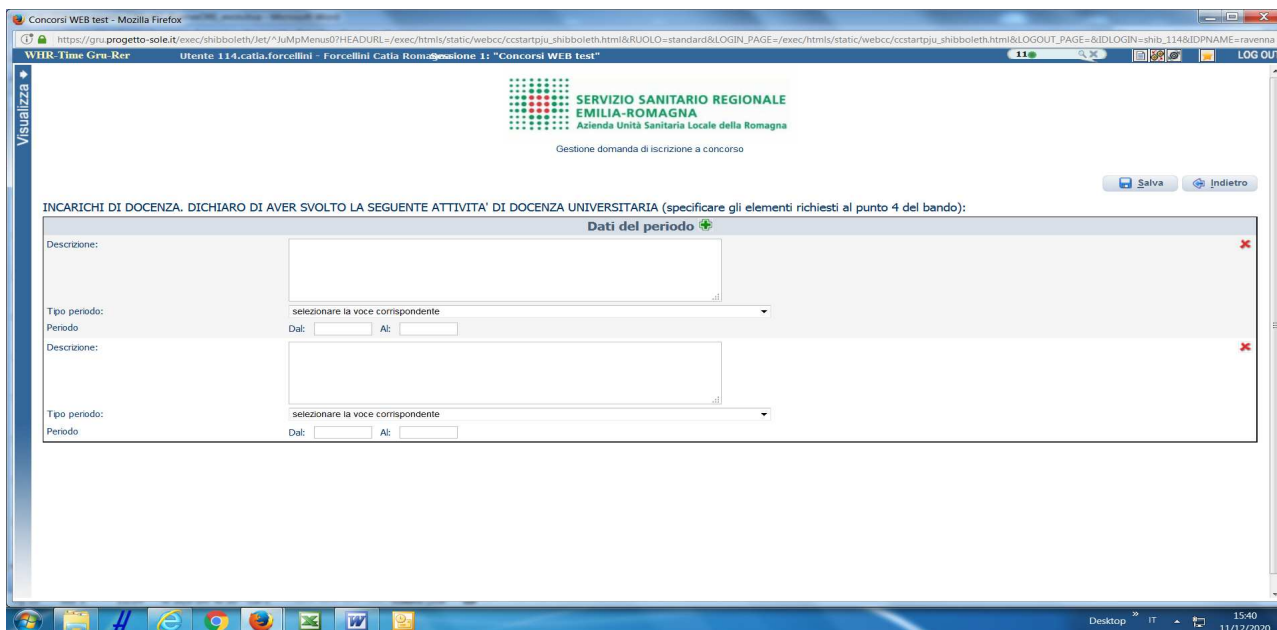 Concorsi WEB test - Mozilla Firefox
https://gru.progetto-sole.it/exec/shibboleth/Jet/^JuMpMenus0?HEADURL=/exec/htmls/static/webcc/ccstartpju_shibboleth.html&RUOLO=standard&LOGIN_PAGE=/exec/htmls/static/webcc/ccstartpju_shibboleth.html&LOGOUT_PAGE=&IDLOGIN=shib_114&IDPNAME=ravenna
WHR-Time Gru-Rer Utente 114.catia.forcellini - Forcellini Catia Sessione 1: "Concorsi WEB test" 11 LOG OU
Visualizza
SERVIZIO SANITARIO REGIONALE
EMILIA-ROMAGNA
Azienda Unità Sanitaria Locale della Romagna
Gestione domanda di iscrizione a concorso
Salva Indietro
INCARICHI DI DOCENZA. DICHIARO DI AVER SVOLTO LA SEGUENTE ATTIVITA' DI DOCENZA UNIVERSITARIA (specificare gli elementi richiesti al punto 4 del bando):
Dati del periodo
Descrizione:
Tipo periodo: selezionare la voce corrispondente
Periodo Dal: Al:
Descrizione:
Tipo periodo: selezionare la voce corrispondente
Periodo Dal: Al:
Desktop » IT 15:40
11/12/2020